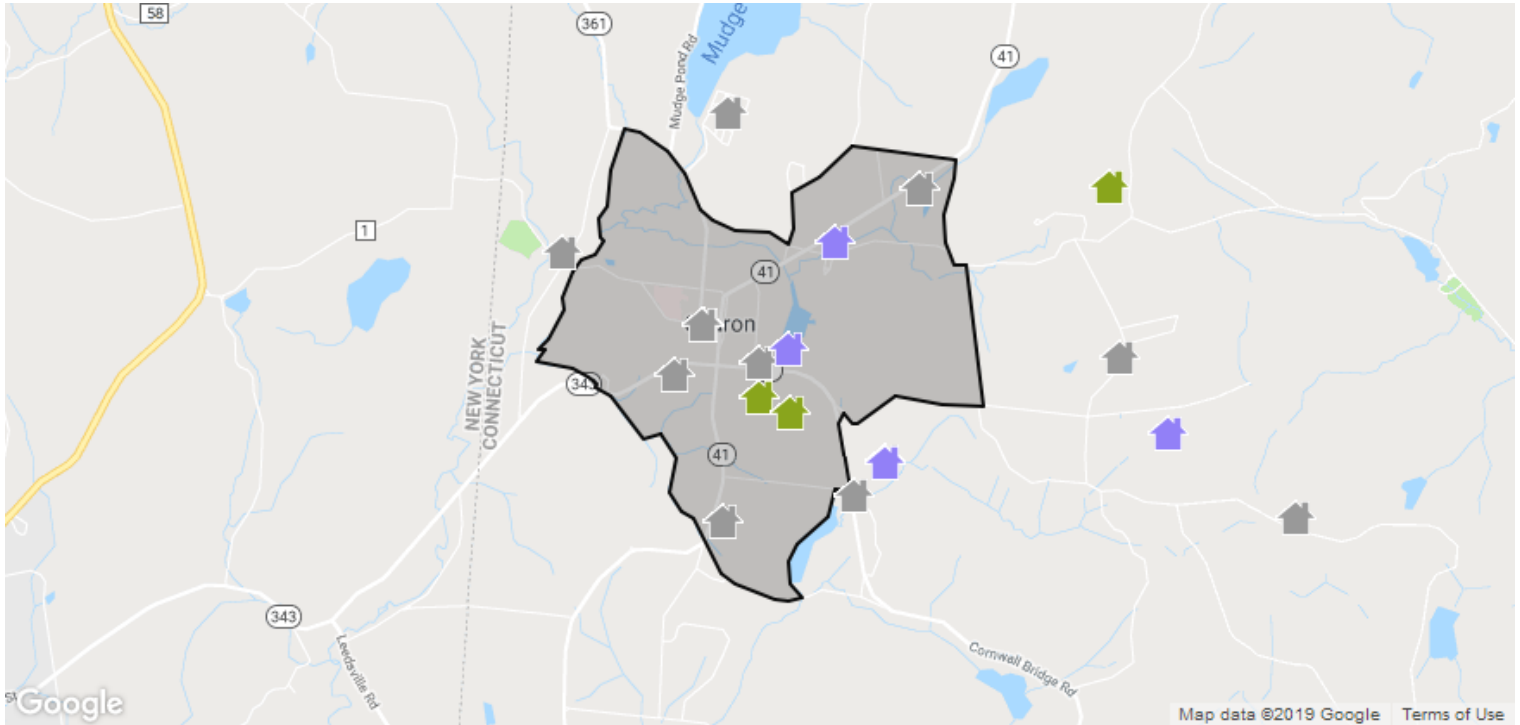 58
361
Mudge
Mudge Pond Rd
41
1
41
ron
NEW YORK
CONNECTICUT
343
41
343
Leedsville Rd
Cornwall Bridge Rd
Google
Map data ©2019 Google
Terms of Use